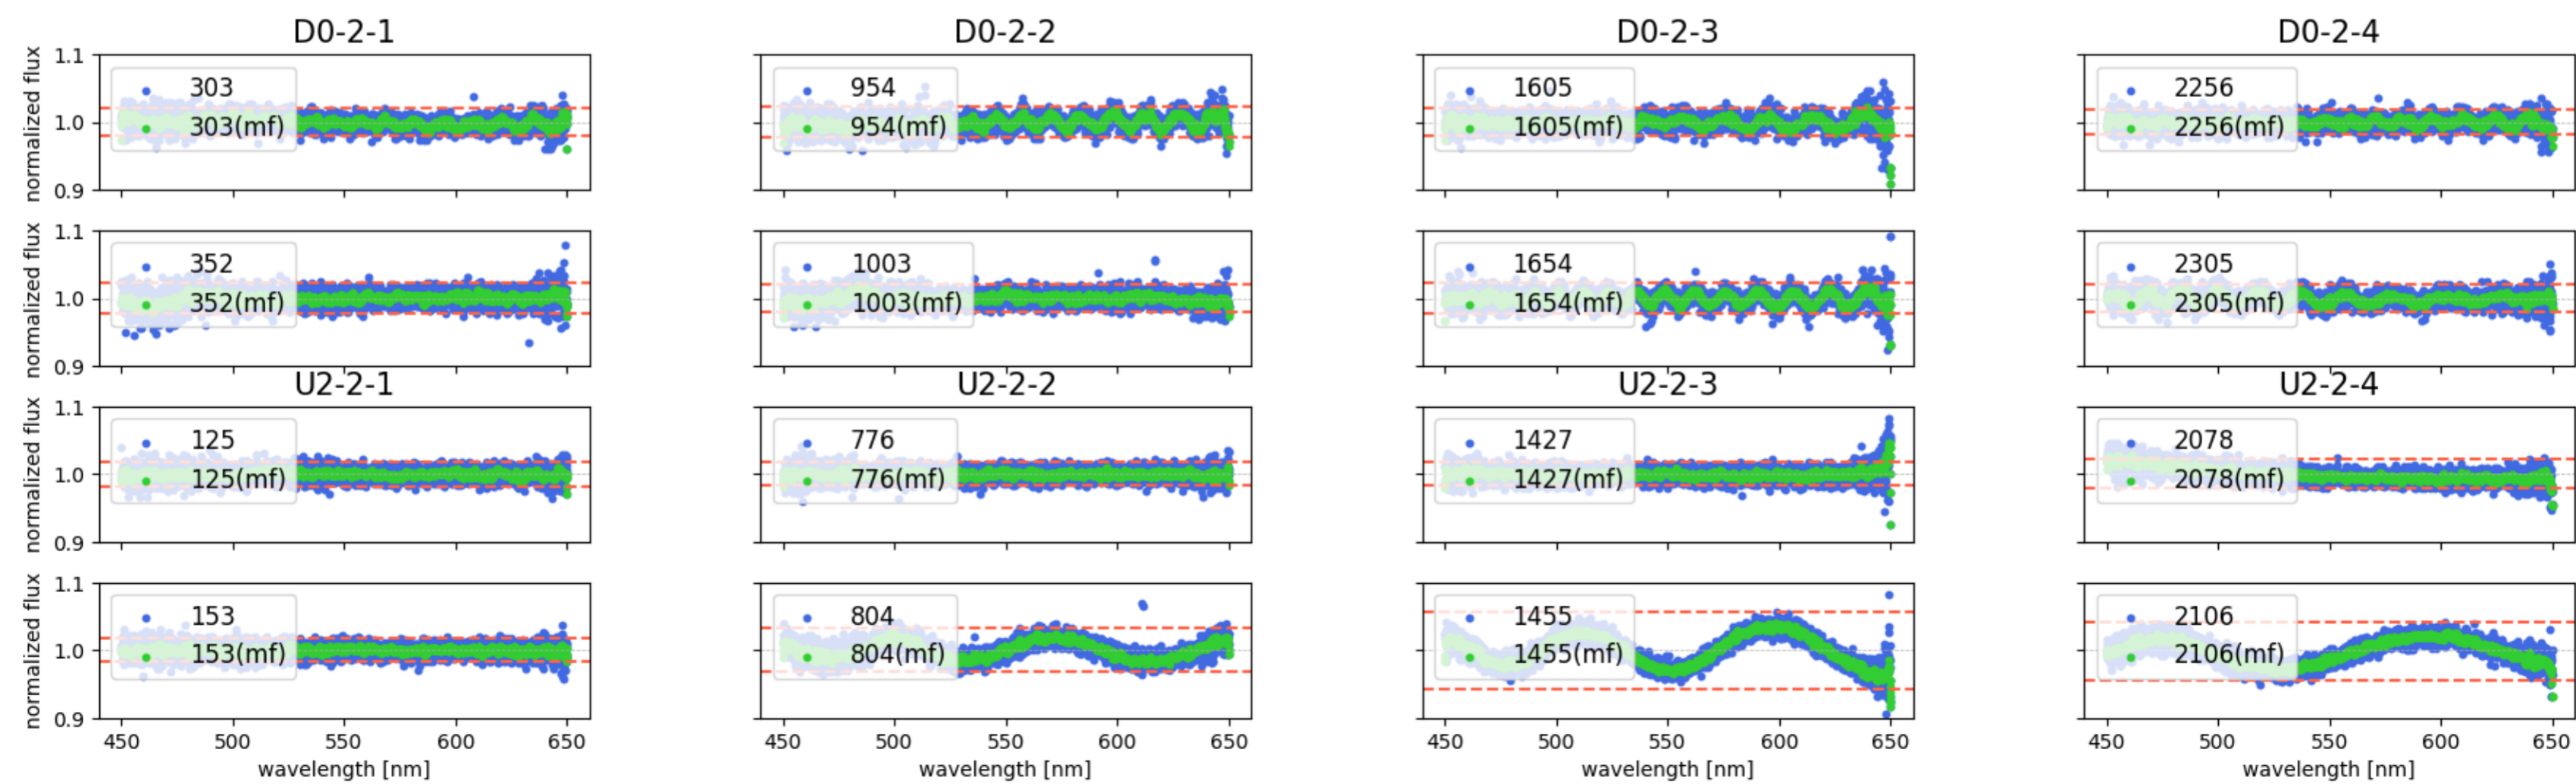 D0-2-1 D0-2-2 D0-2-3 D0-2-4
normalized flux
1.1
1.0
0.9
303
303(mf)
954
954(mf)
1605
1605(mf)
2256
2256(mf)
normalized flux
1.1
1.0
0.9
352
352(mf)
1003
1003(mf)
1654
1654(mf)
2305
2305(mf)
U2-2-1 U2-2-2 U2-2-3 U2-2-4
normalized flux
1.1
1.0
0.9
125
125(mf)
776
776(mf)
1427
1427(mf)
2078
2078(mf)
normalized flux
1.1
1.0
0.9
153
153(mf)
804
804(mf)
1455
1455(mf)
2106
2106(mf)
450 500 550 600 650 450 500 550 600 650 450 500 550 600 650 450 500 550 600 650
wavelength [nm] wavelength [nm] wavelength [nm] wavelength [nm]